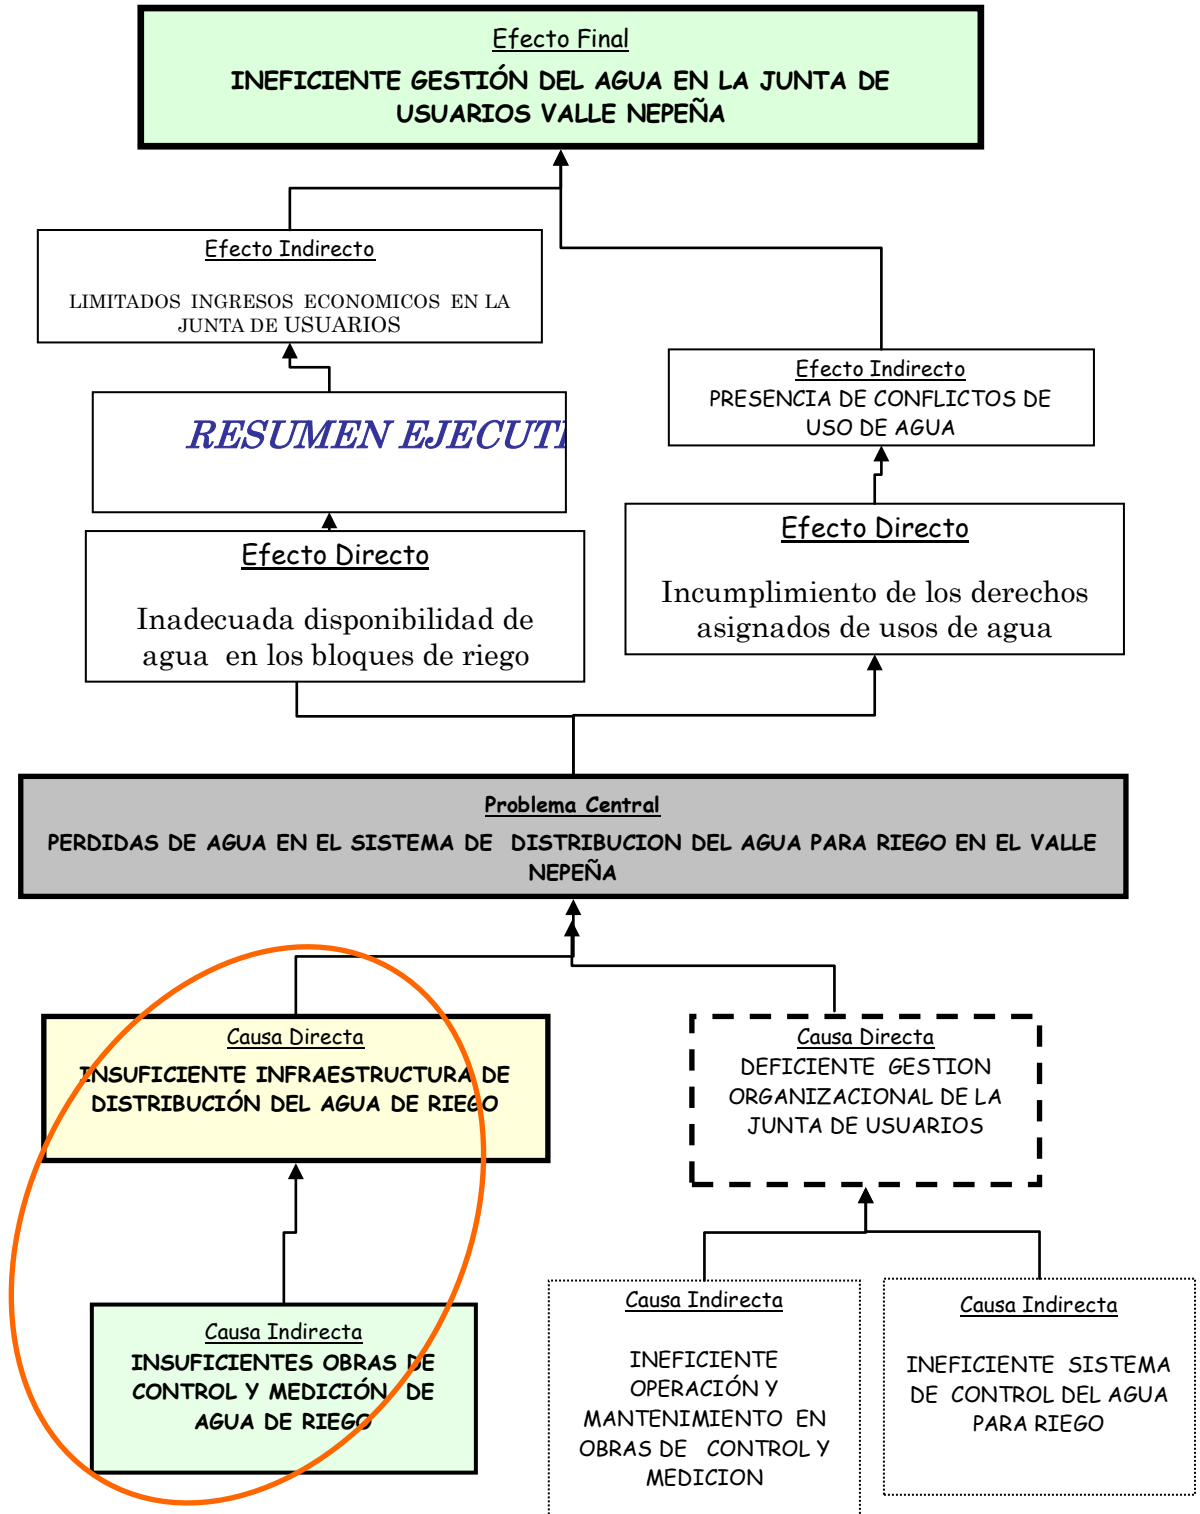 Efecto Final
INEFICIENTE GESTIÓN DEL AGUA EN LA JUNTA DE
USUARIOS VALLE NEPEÑA
Efecto Indirecto
LIMITADOS INGRESOS ECONOMICOS EN LA
JUNTA DE USUARIOS
Efecto Indirecto
PRESENCIA DE CONFLICTOS DE
USO DE AGUA
RESUMEN
Efecto Directo
Inadecuada disponibilidad de
agua en los bloques de riego
Efecto Directo
Incumplimiento de los derechos
asignados de usos de agua
Problema Central
PERDIDAS DE AGUA EN EL SISTEMA DE DISTRIBUCION DEL AGUA PARA RIEGO EN EL VALLE
NEPEÑA
Causa Directa
INSUFICIENTE INFRAESTRUCTURA DE
DISTRIBUCIÓN DEL AGUA DE RIEGO
Causa Directa
DEFICIENTE GESTION
ORGANIZACIONAL DE LA
JUNTA DE USUARIOS
Causa Indirecta
INSUFICIENTES OBRAS DE
CONTROL Y MEDICIÓN DE
AGUA DE RIEGO
Causa Indirecta
INEFICIENTE
OPERACIÓN Y
MANTENIMIENTO EN
OBRAS DE CONTROL Y
MEDICION
Causa Indirecta
INEFICIENTE SISTEMA
DE CONTROL DEL AGUA
PARA RIEGO